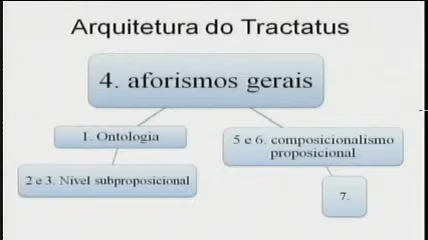 Arquitetura do Tractatus
4. aforismos gerais
1. Ontologia
5 e 6. composicionalismo
proposicional
2 e 3. Nível subproposicional
7.